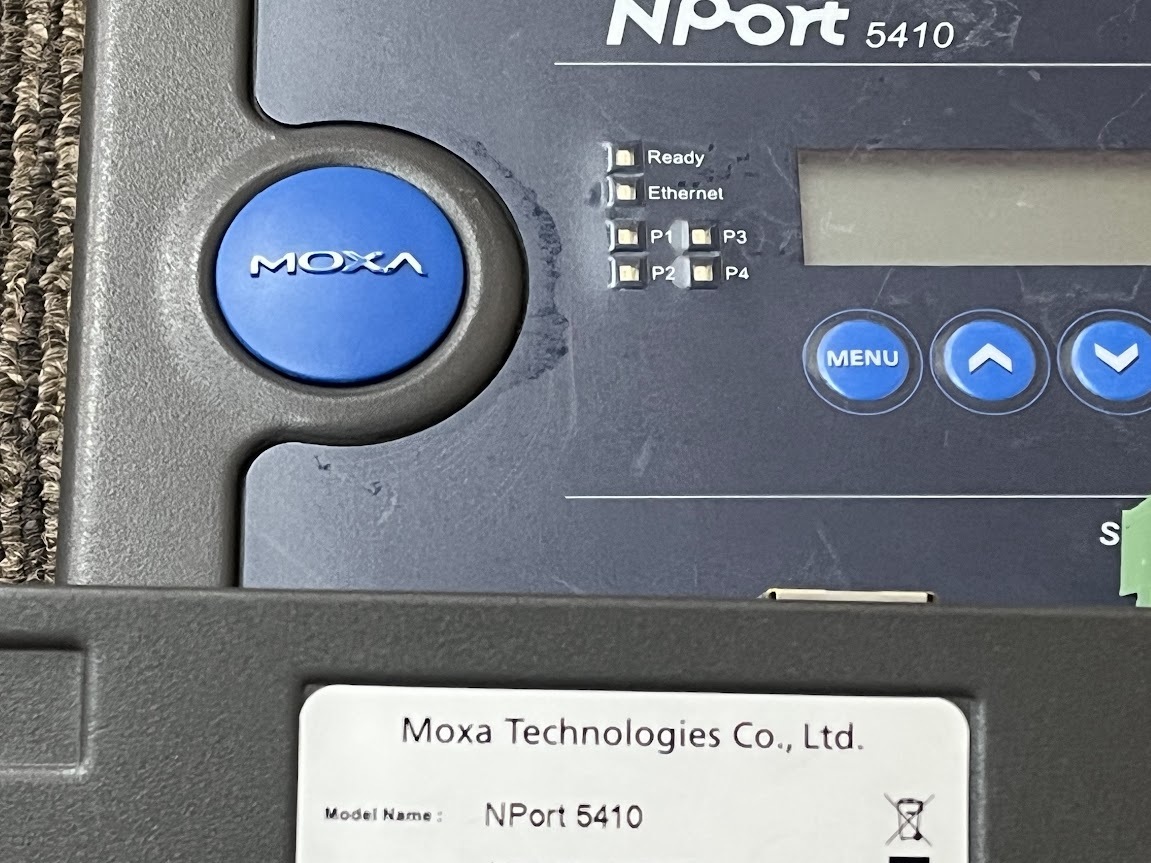 NPort 5410
Ready
Ethernet
P1 P3
P2 P4
MOXA
MENU
S
Moxa Technologies Co., Ltd.
Model Name : NPort 5410